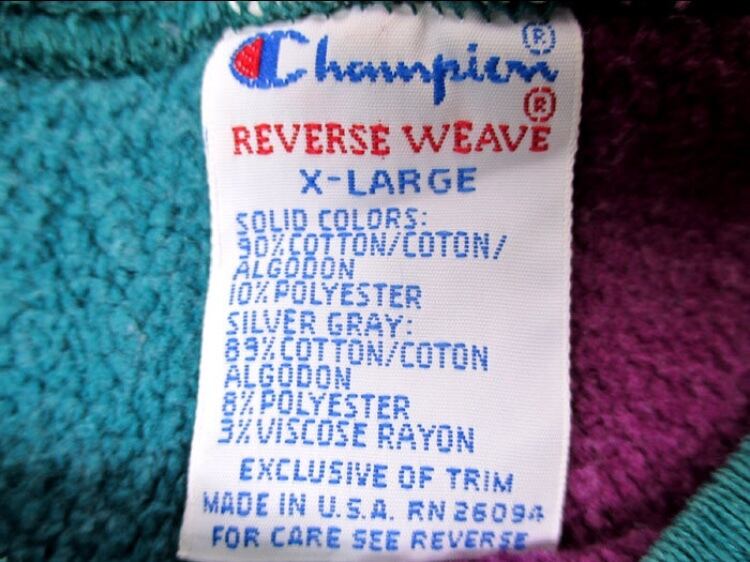 Champion®
REVERSE WEAVE®
X-LARGE
SOLID COLORS:
90% COTTON/COTON/
ALGODON
10% POLYESTER
SILVER GRAY:
89% COTTON/COTON
ALGODON
8% POLYESTER
3% VISCOSE RAYON
EXCLUSIVE OF TRIM
MADE IN U.S.A. RN 26094
FOR CARE SEE REVERSE